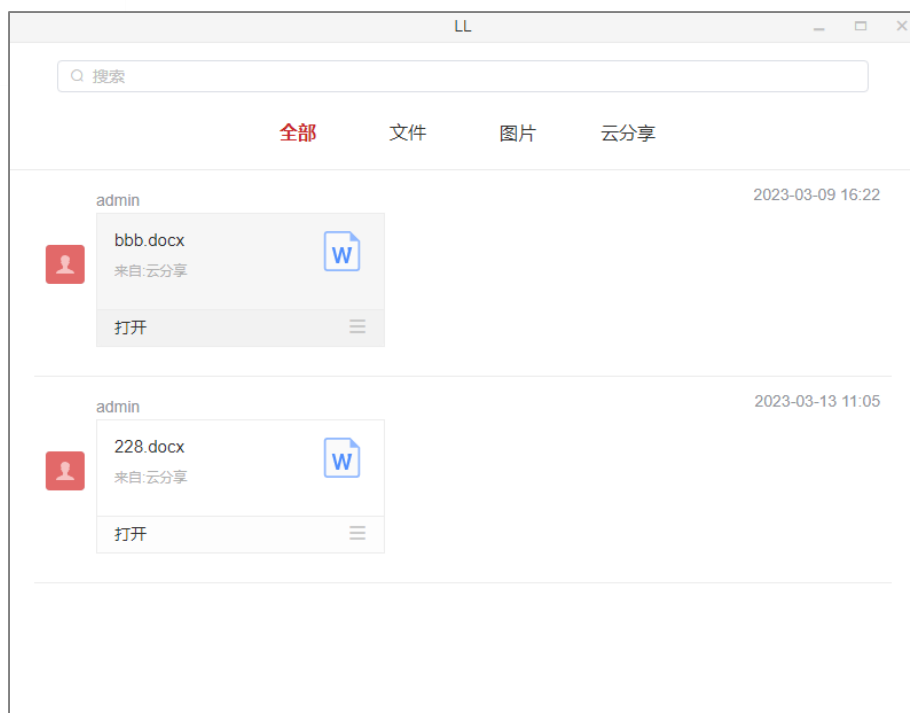 LL
搜索
全部 文件 图片 云分享
admin 2023-03-09 16:22
bbb.docx
W
来自:云分享
打开
admin 2023-03-13 11:05
228.docx
W
来自:云分享
打开